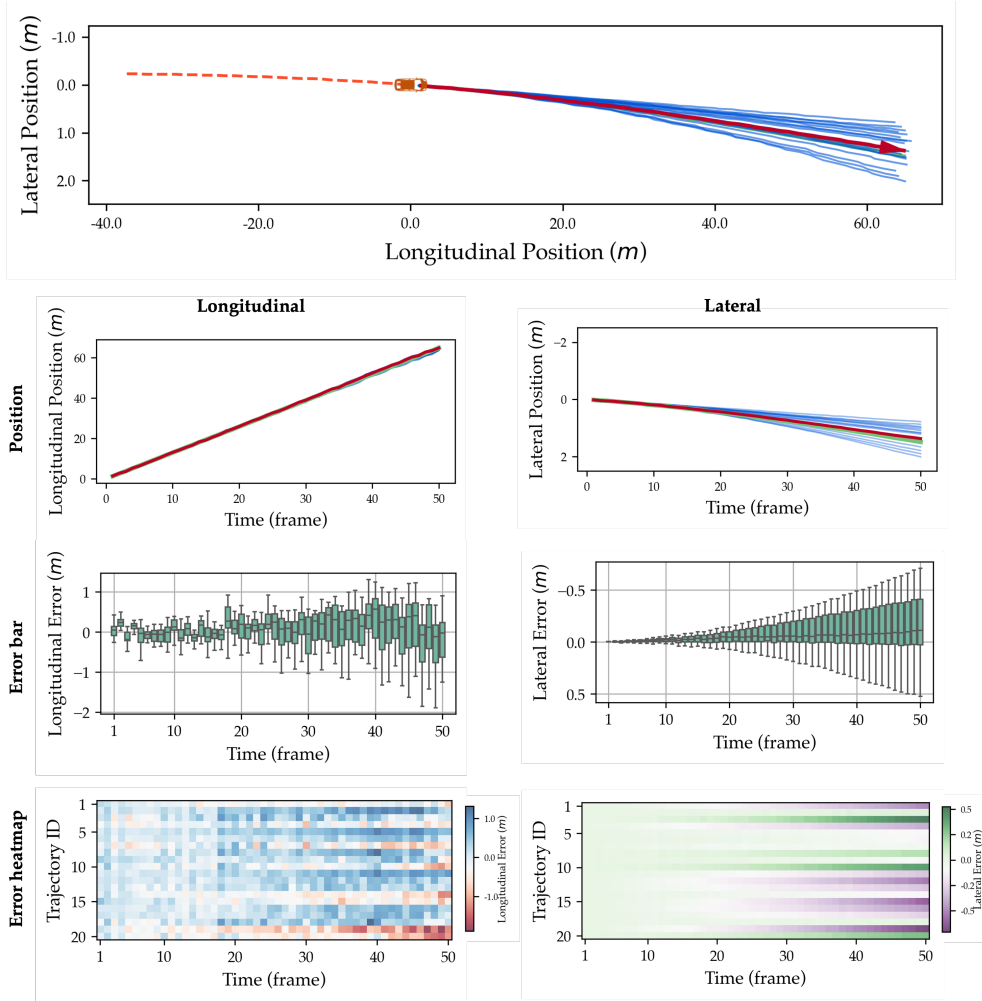 Lateral Position (m)
-1.0
0.0
1.0
2.0
-40.0 -20.0 0.0 20.0 40.0 60.0
Longitudinal Position (m)
Longitudinal
Lateral
Position
Longitudinal Position (m)
60
40
20
0
0 10 20 30 40 50
Time (frame)
Lateral Position (m)
−2
0
2
0 10 20 30 40 50
Time (frame)
Error bar
Longitudinal Error (m)
1
0
−1
−2
1 10 20 30 40 50
Time (frame)
Lateral Error (m)
−0.5
0.0
0.5
1 10 20 30 40 50
Time (frame)
Error heatmap
Trajectory ID
1
5
10
15
20
1 10 20 30 40 50
Time (frame)
1.0
0.0
-1.0
Longitudinal Error (m)
Trajectory ID
1
5
10
15
20
1 10 20 30 40 50
Time (frame)
0.5
0.2
0.0
-0.2
-0.5
Lateral Error (m)